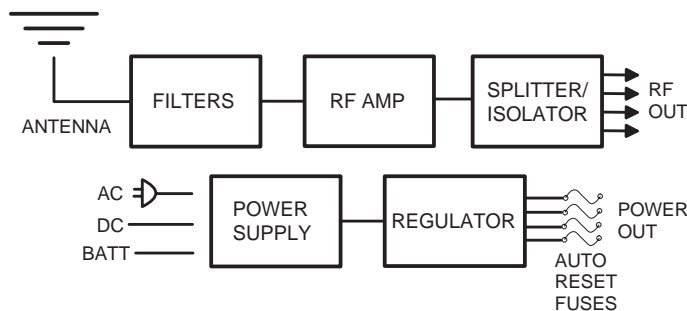 ANTENNA
FILTERS
RF AMP
SPLITTER/
ISOLATOR
RF
OUT
AC
DC
BATT
POWER
SUPPLY
REGULATOR
POWER
OUT
AUTO
RESET
FUSES